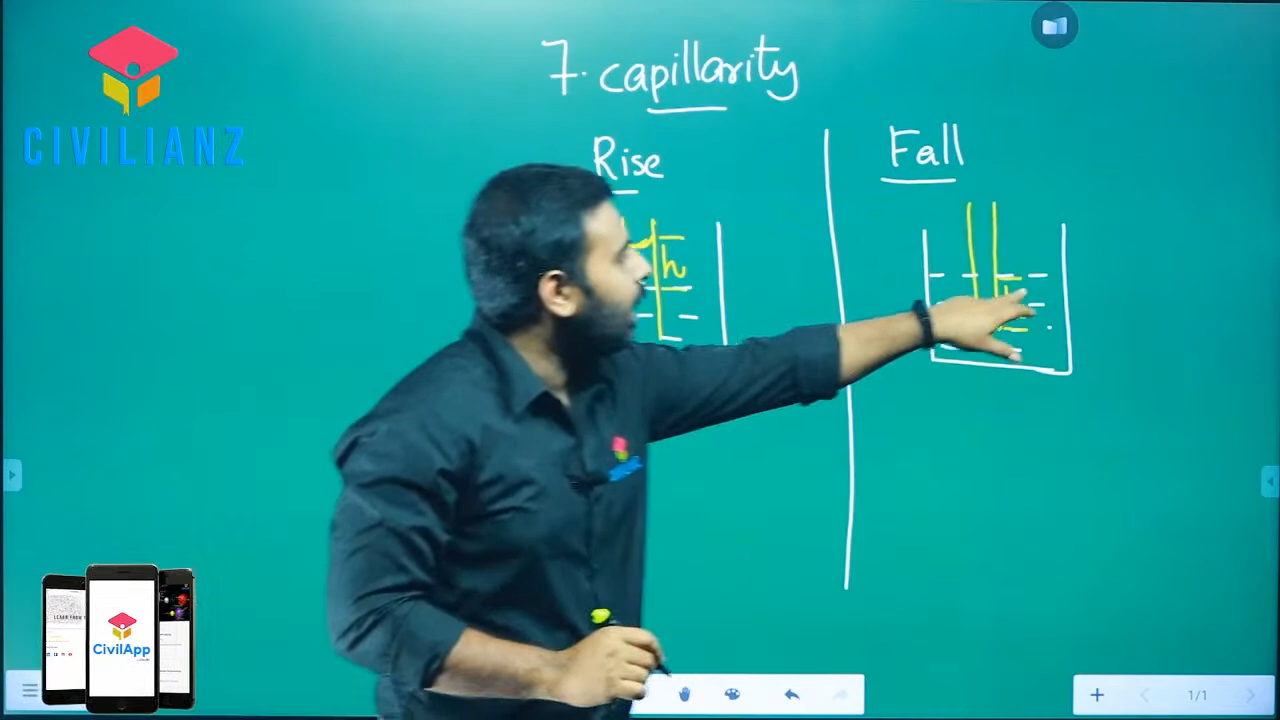 7. capillarity
CIVILIANZ
Rise
Fall
h
h
CivilApp
1/1